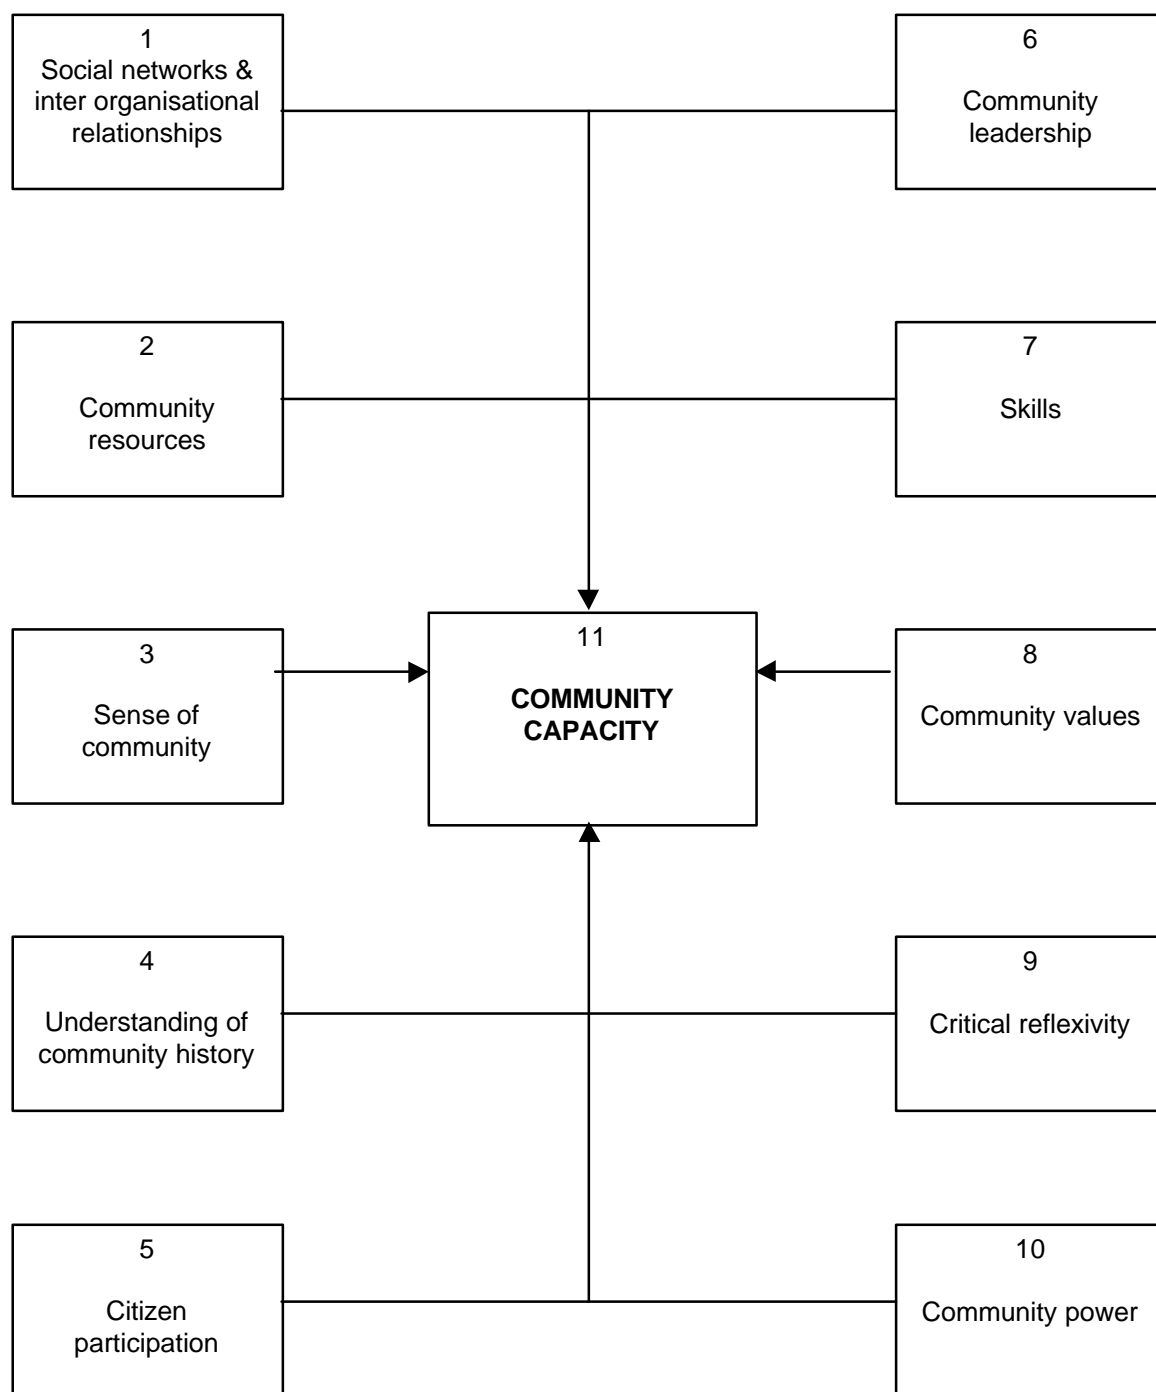 1
Social networks &
inter organisational
relationships
6
Community
leadership
2
Community
resources
7
Skills
3
Sense of
community
11
COMMUNITY
CAPACITY
8
Community values
4
Understanding of
community history
9
Critical reflexivity
5
Citizen
participation
10
Community power